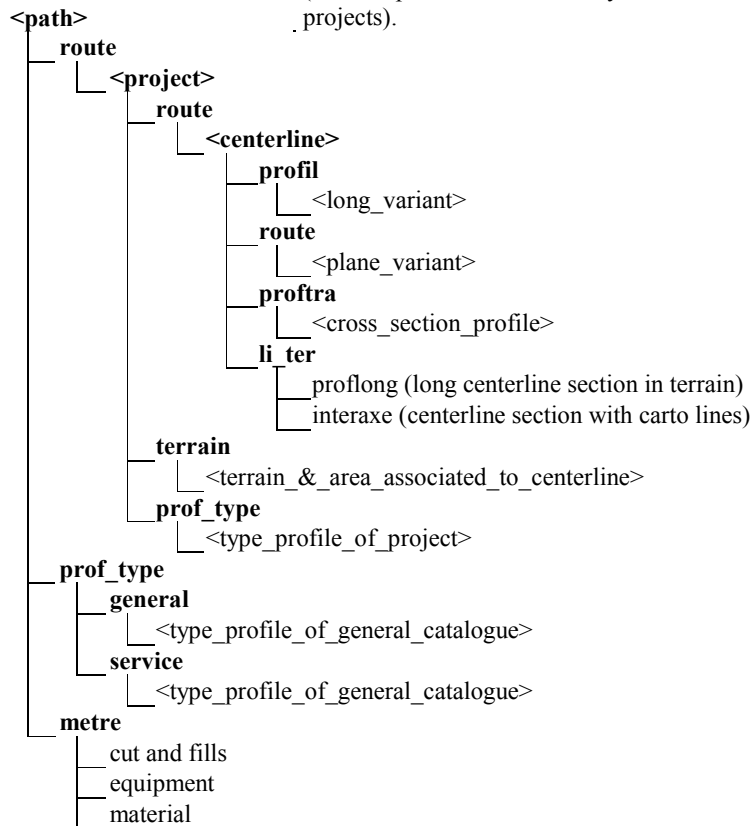 projects).
<path>
route
<project>
route
<centerline>
profil
<long_variant>
route
<plane_variant>
proftra
<cross_section_profile>
li_ter
proflong (long centerline section in terrain)
interaxe (centerline section with carto lines)
terrain
<terrain_&_area_associated_to_centerline>
prof_type
<type_profile_of_project>
prof_type
general
<type_profile_of_general_catalogue>
service
<type_profile_of_general_catalogue>
metre
cut and fills
equipment
material